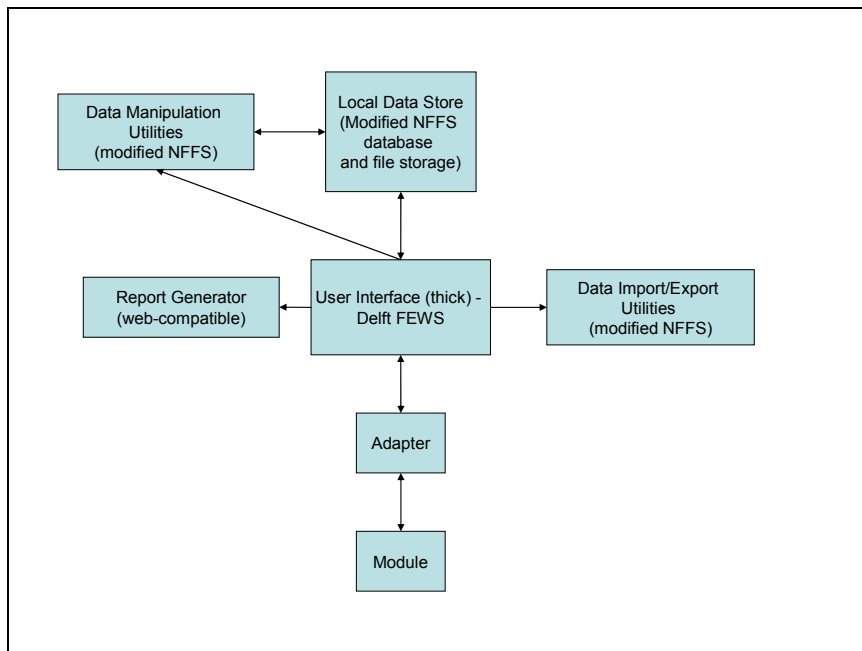 Data Manipulation
Utilities
(modified NFFS)
Local Data Store
(Modified NFFS
database
and file storage)
Report Generator
(web-compatible)
User Interface (thick) -
Delft FEWS
Data Import/Export
Utilities
(modified NFFS)
Adapter
Module